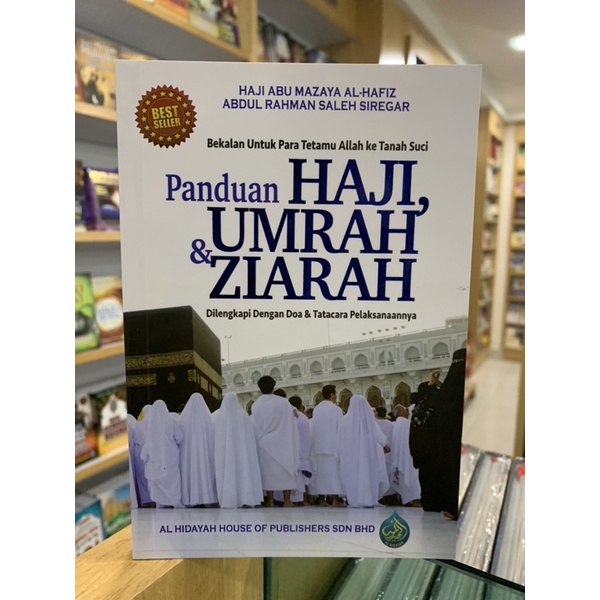 HAJI ABU MAZAYA AL-HAFIZ
ABDUL RAHMAN SALEH SIREGAR
BEST
SELLER
Bekalan Untuk Para Tetamu Allah ke Tanah Suci
Panduan HAJI,
UMRAH
& ZIARAH
Dilengkapi Dengan Doa & Tatacara Pelaksanaannya
AL HIDAYAH HOUSE OF PUBLISHERS SDN BHD